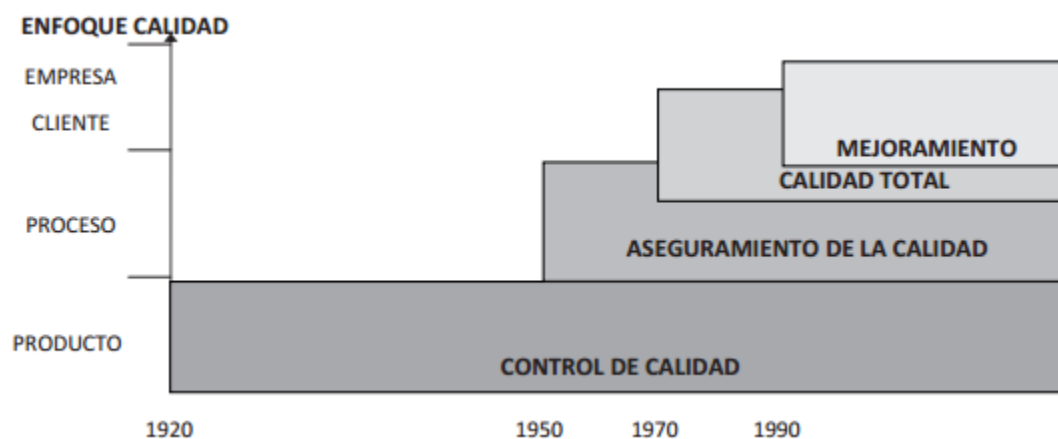 ENFOQUE CALIDAD
EMPRESA
CLIENTE
MEJORAMIENTO
CALIDAD TOTAL
PROCESO
ASEGURAMIENTO DE LA CALIDAD
PRODUCTO
CONTROL DE CALIDAD
1920 1950 1970 1990